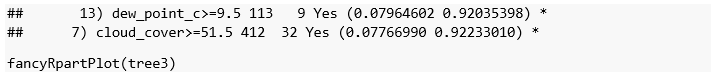 ##       13) dew_point_c>=9.5 113   9 Yes (0.07964602 0.92035398) *
##      7) cloud_cover>=51.5 412  32 Yes (0.07766990 0.92233010) *
fancyRpartPlot(tree3)